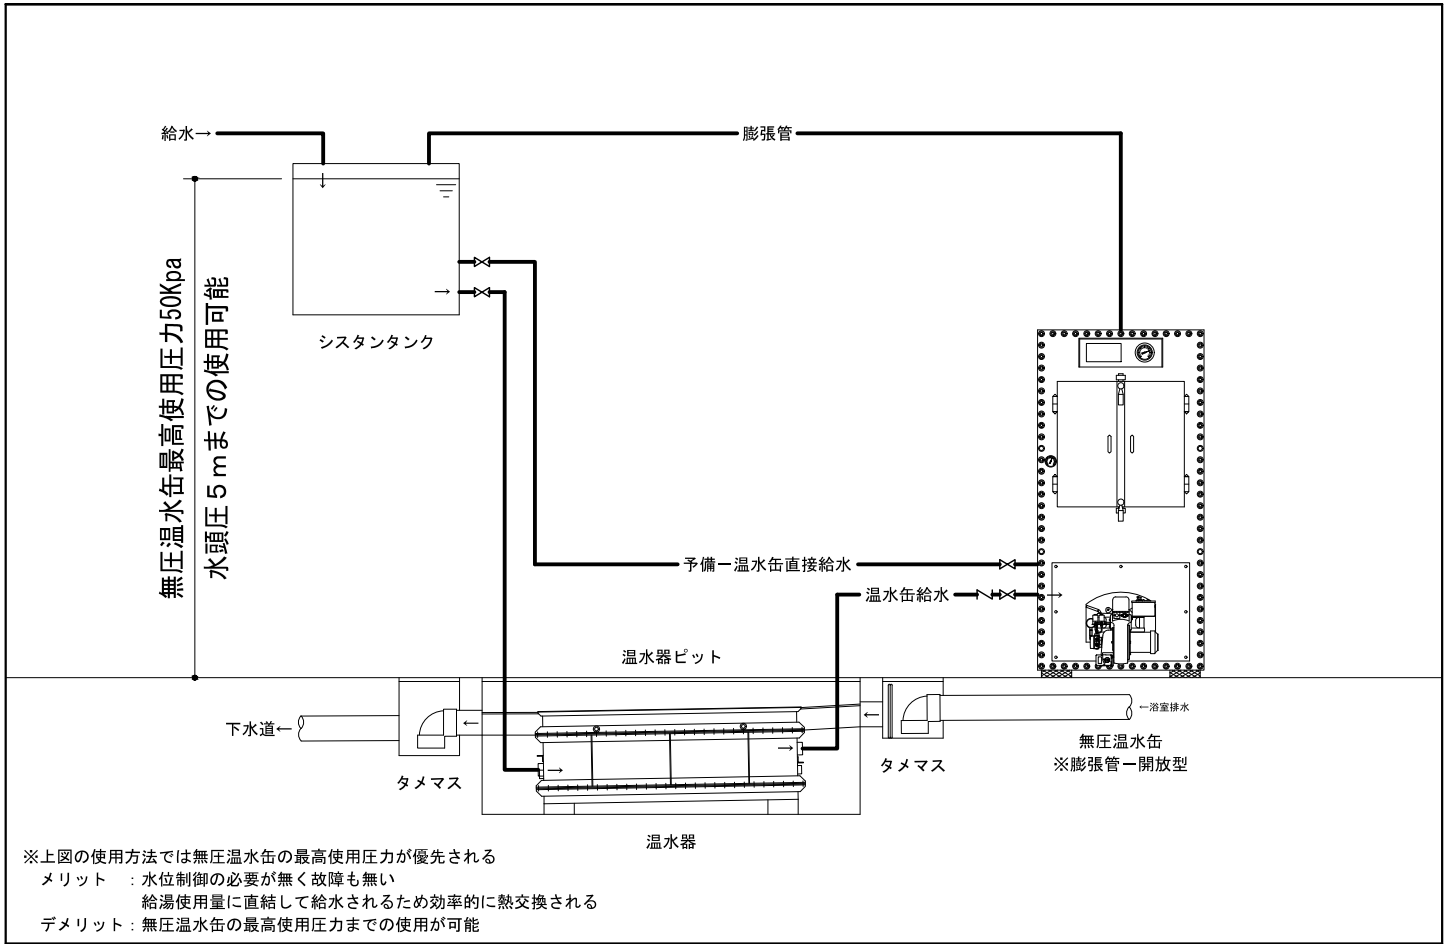 給水→
膨張管
無圧温水缶最高使用圧力50Kpa
水頭圧５ｍまでの使用可能
シスタンタンク
予備ー温水缶直接給水
温水缶給水
→
温水器ピット
下水道←
←
→
→
←
←浴室排水
タメマス
タメマス
無圧温水缶
※膨張管ー開放型
温水器
※上図の使用方法では無圧温水缶の最高使用圧力が優先される
メリット　：水位制御の必要が無く故障も無い
給湯使用量に直結して給水されるため効率的に熱交換される
デメリット：無圧温水缶の最高使用圧力までの使用が可能